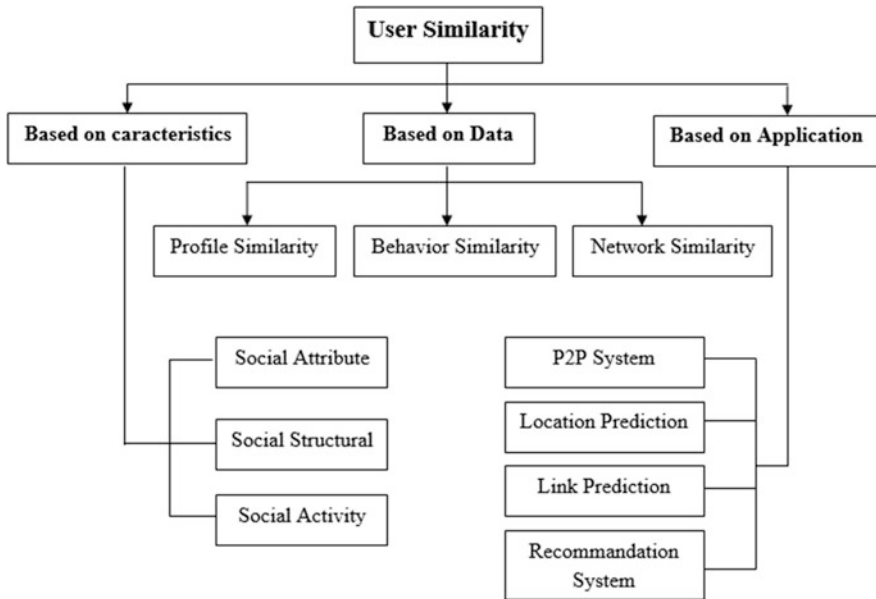 User Similarity
Based on caracteristics
Based on Data
Based on Application
Profile Similarity
Behavior Similarity
Network Similarity
Social Attribute
Social Structural
Social Activity
P2P System
Location Prediction
Link Prediction
Recommandation
System